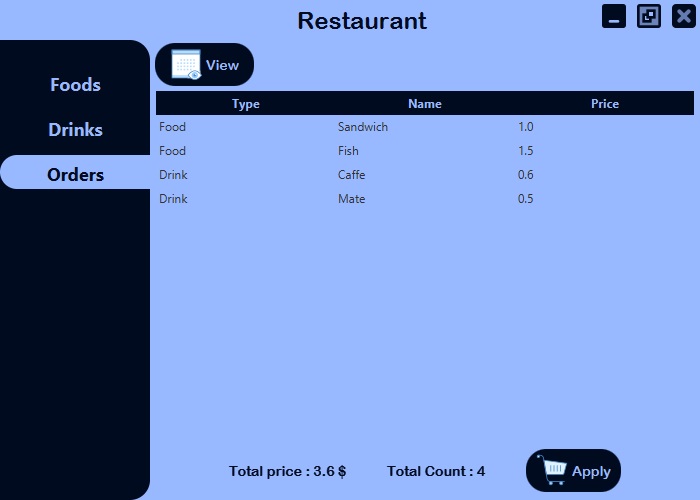 Restaurant
Foods
Drinks
Orders
View
Type Name Price
Food Sandwich 1.0
Food Fish 1.5
Drink Caffe 0.6
Drink Mate 0.5
Total price : 3.6 $ Total Count : 4 Apply